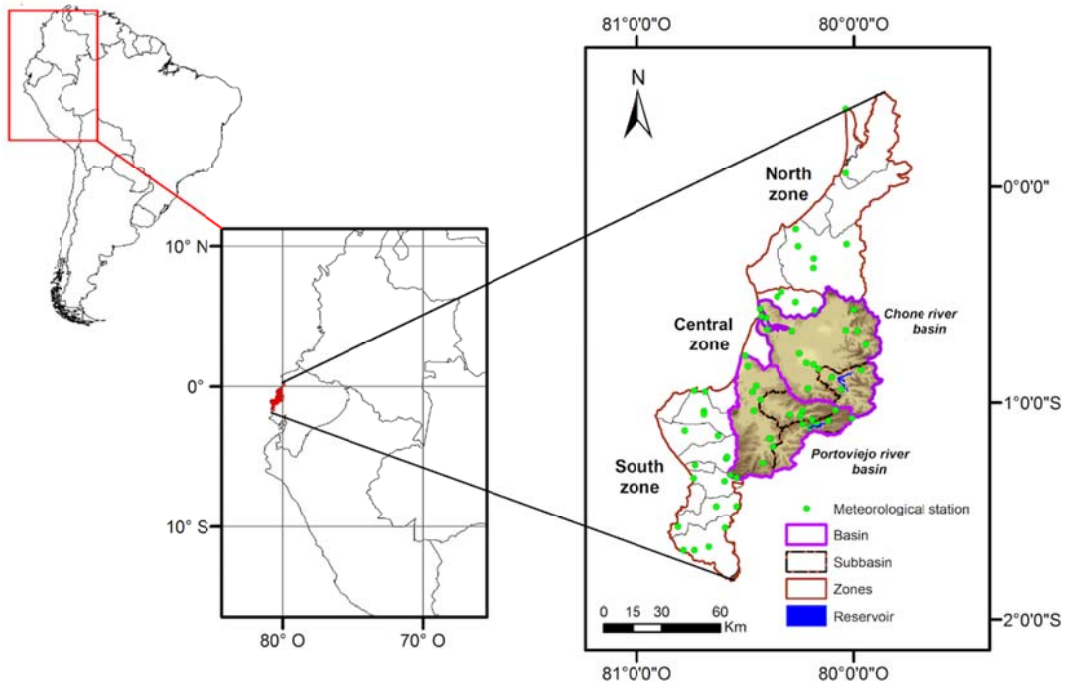 81°0'0"O 80°0'0"O
N
North
zone
0°0'0"
10° N
Chone river
basin
Central
zone
0°
1°0'0"S
Portoviejo river
basin
South
zone
10° S
Meteorological station
Basin
Subbasin
Zones
Reservoir
0 15 30 60
Km
2°0'0"S
80° O 70° O
81°0'0"O 80°0'0"O